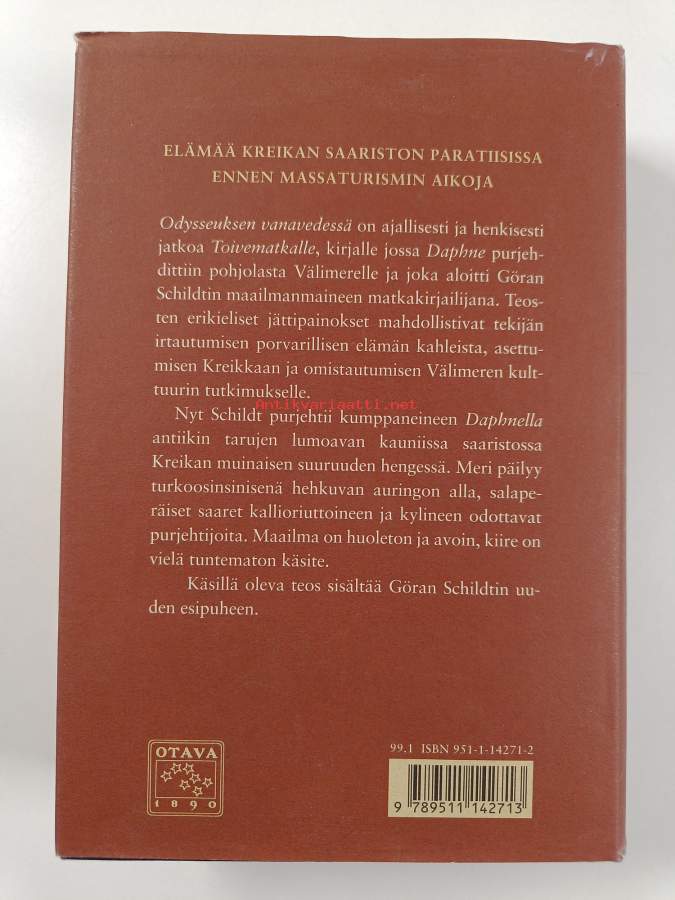 ELÄMÄÄ KREIKAN SAARISTON PARATIISISSA
ENNEN MASSATURISMIN AIKOJA
Odysseuksen vanavedessä on ajallisesti ja henkisesti
jatkoa Toivematkalle, kirjalle jossa Daphne purjeh-
dittiin pohjolasta Välimerelle ja joka aloitti Göran
Schildtin maailmanmaineen matkakirjailijana. Teos-
ten erikieliset jättipainokset mahdollistivat tekijän
irtautumisen porvarillisen elämän kahleista, asettu-
misen Kreikkaan ja omistautumisen Välimeren kult-
tuurin tutkimukselle.
Antikvariaatti.net
Nyt Schildt purjehtii kumppaneineen Daphnella
antiikin tarujen lumoavan kauniissa saaristossa
Kreikan muinaisen suuruuden hengessä. Meri päilyy
turkoosinsinisenä hehkuvan auringon alla, salape-
räiset saaret kallioriuttoineen ja kylineen odottavat
purjehtijoita. Maailma on huoleton ja avoin, kiire on
vielä tuntematon käsite.
Käsillä oleva teos sisältää Göran Schildtin uu-
den esipuheen.
OTAVA
1890
99.1 ISBN 951-1-14271-2
9 789511 142713